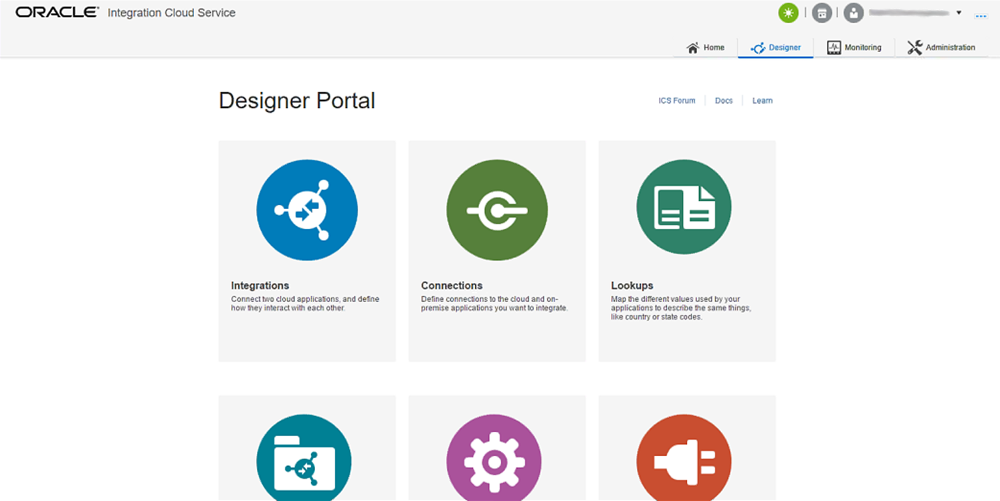 ORACLE® Integration Cloud Service
Home Designer Monitoring Administration
Designer Portal
ICS Forum Docs Learn
Integrations
Connect two cloud applications, and define
how they interact with each other.
Connections
Define connections to the cloud and on-
premise applications you want to integrate.
Lookups
Map the different values used by your
applications to describe the same things,
like country or state codes.